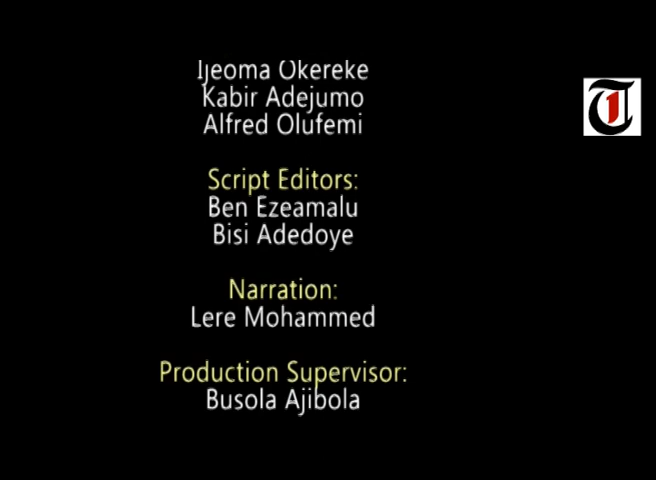 Ijeoma Okereke
Kabir Adejumo
Alfred Olufemi
Script Editors:
Ben Ezeamalu
Bisi Adedoye
Narration:
Lere Mohammed
Production Supervisor:
Busola Ajibola